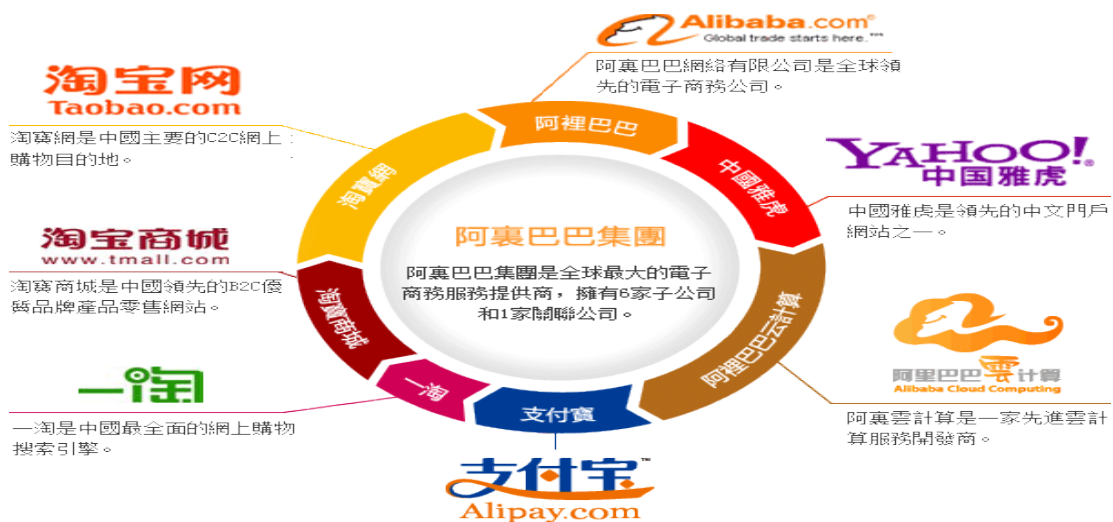 Alibaba.com®
Global trade starts here.™
阿裏巴巴網絡有限公司是全球領
先的電子商務公司。
淘宝网
Taobao.com
淘寶網是中國主要的C2C網上
購物目的地。
YAHOO!
中国雅虎
中國雅虎是領先的中文門戶
網站之一。
淘宝商城
www.tmall.com
淘寶商城是中國領先的B2C優
質品牌產品零售網站。
阿裡巴巴
中國雅虎
阿裡巴巴云計算
支付寶
一淘
淘寶商城
淘寶網
阿裏巴巴集團
阿裏巴巴集團是全球最大的電子
商務服務提供商，擁有6家子公司
和1家關聯公司。
阿里巴巴雲计算
Alibaba Cloud Computing
阿裏雲計算是一家先進雲計
算服務開發商。
一淘
一淘是中國最全面的網上購物
搜索引擎。
支付宝™
Alipay.com